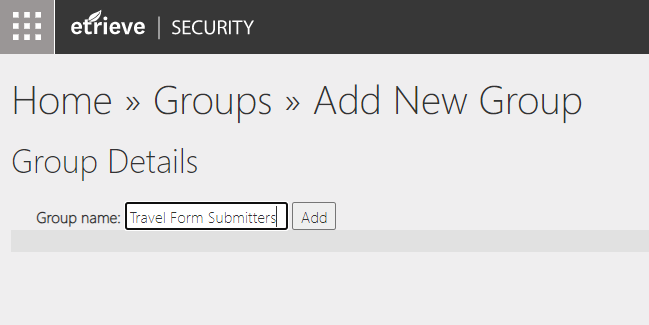 etrieve | SECURITY
Home » Groups » Add New Group
Group Details
Group name: Travel Form Submitters Add